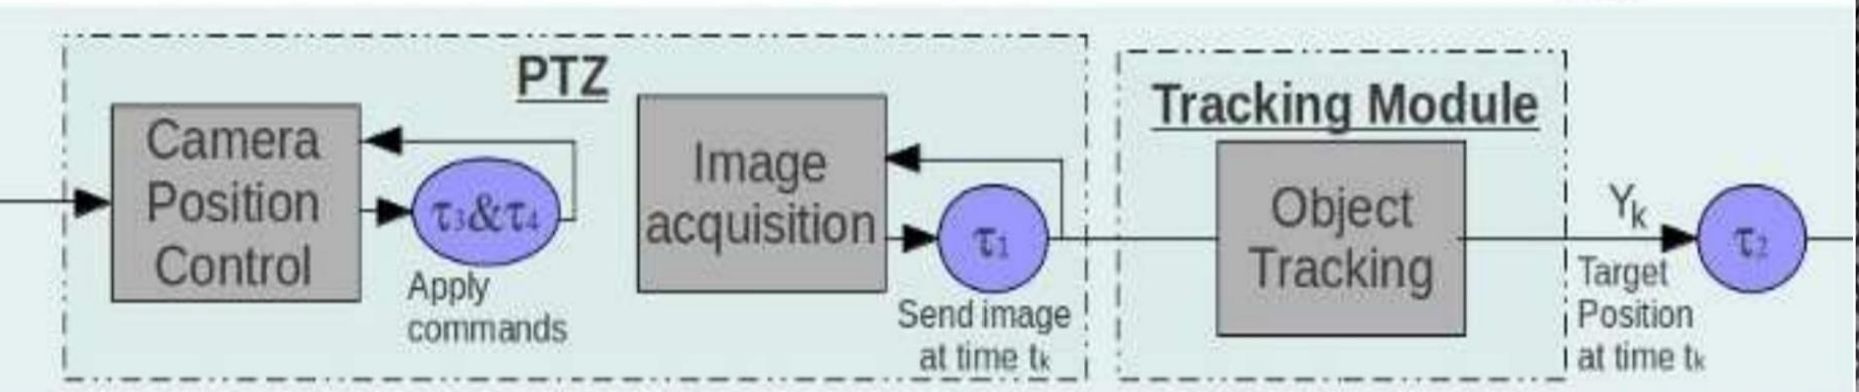 PTZ
Camera
Position
Control
τ3&τ4
Apply
commands
Image
acquisition
τ1
Send image
at time tk
Tracking Module
Object
Tracking
Yk
τ2
Target
Position
at time tk